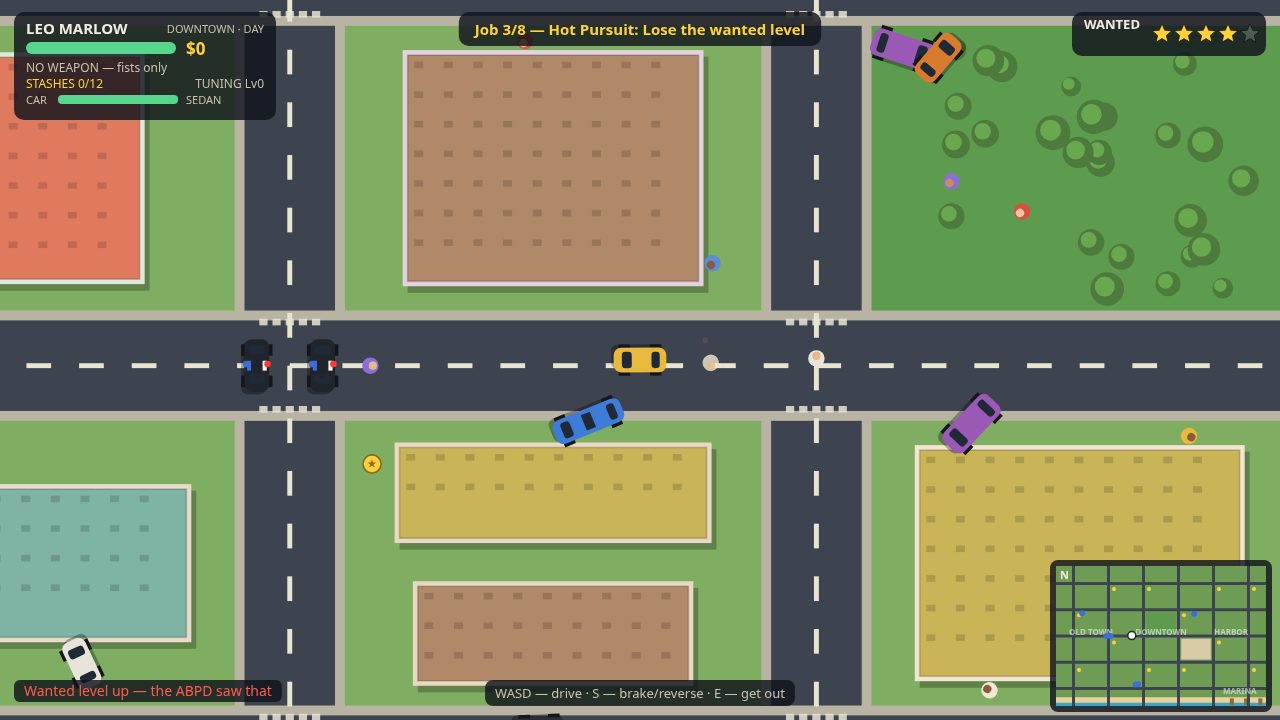 LEO MARLOW
DOWNTOWN · DAY
$0
NO WEAPON — fists only
STASHES 0/12
TUNING Lv0
CAR
SEDAN
Job 3/8 — Hot Pursuit: Lose the wanted level
WANTED
N
OLD TOWN
DOWNTOWN
HARBOR
MARINA
Wanted level up — the ABPD saw that
WASD — drive · S — brake/reverse · E — get out